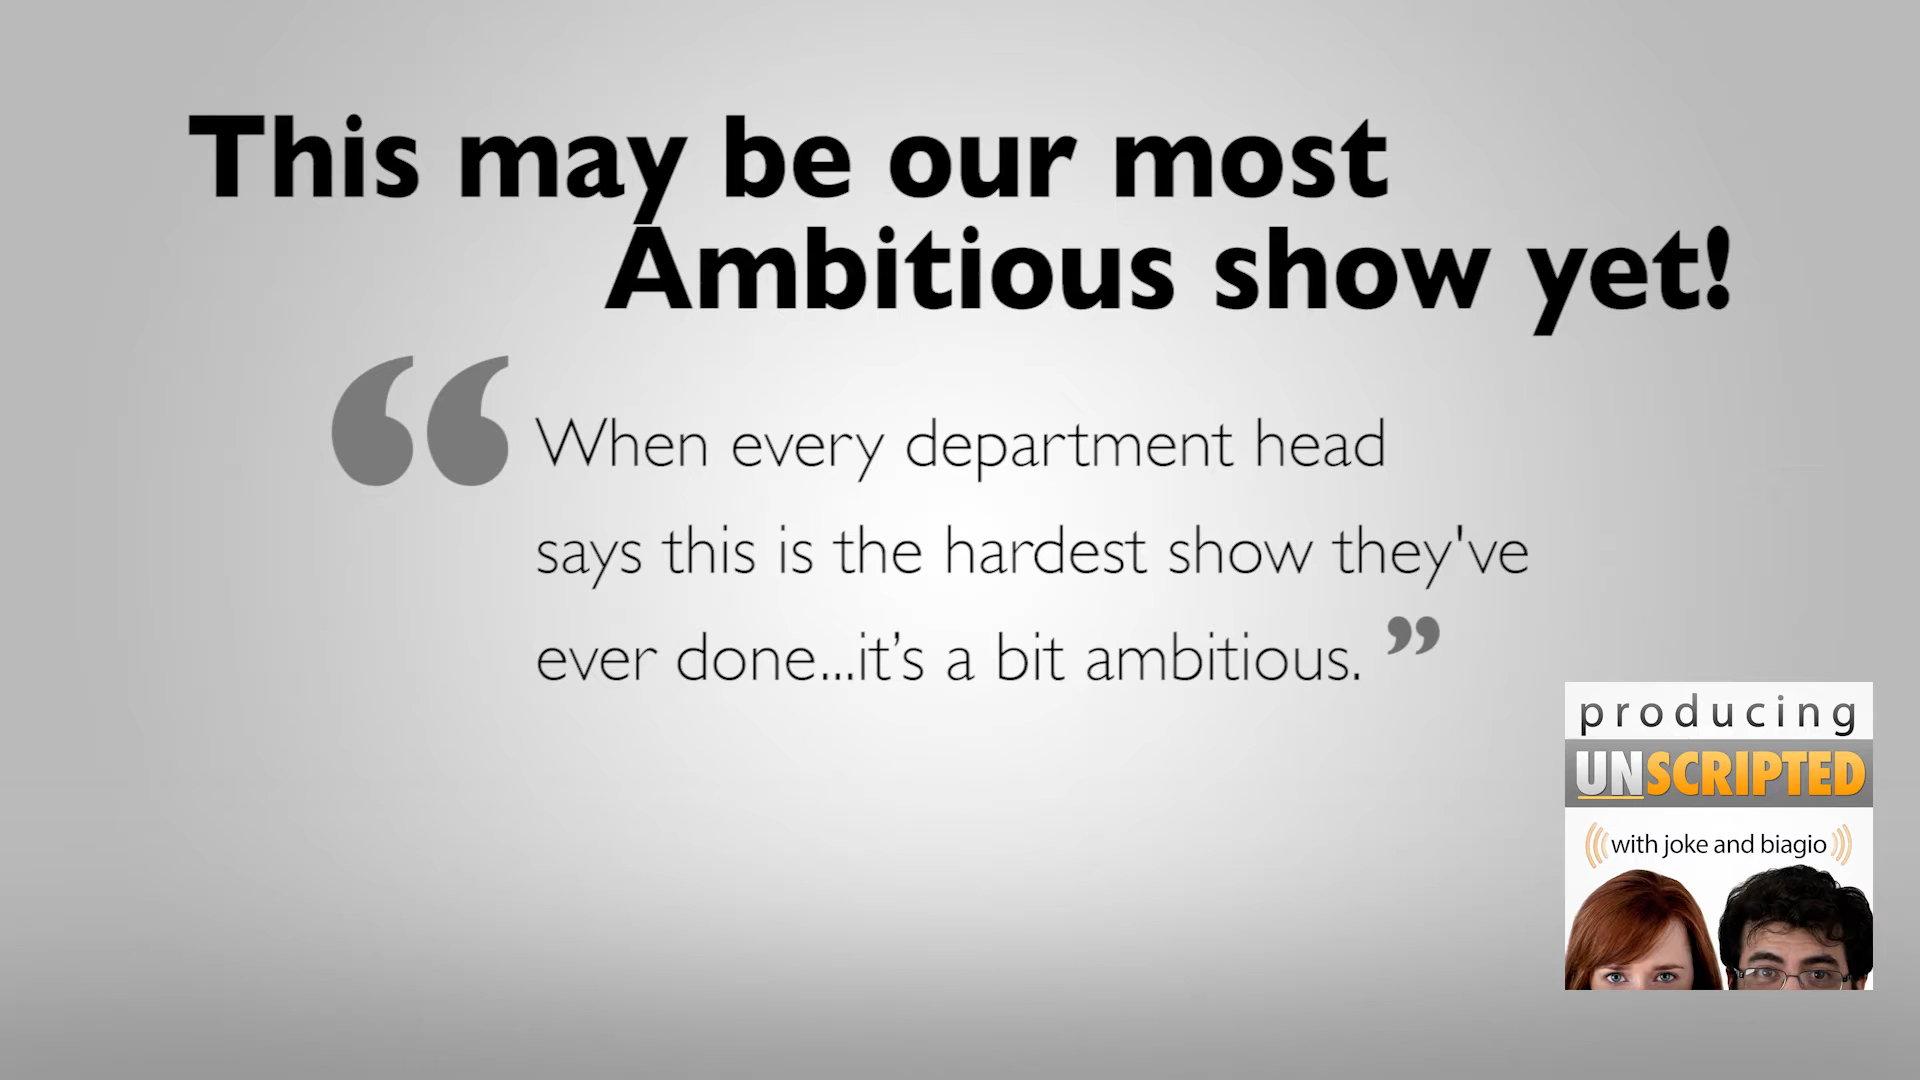 This may be our most
Ambitious show yet!
“When every department head
says this is the hardest show they've
ever done...it’s a bit ambitious.”
producing
UNSCRIPTED
with joke and biagio